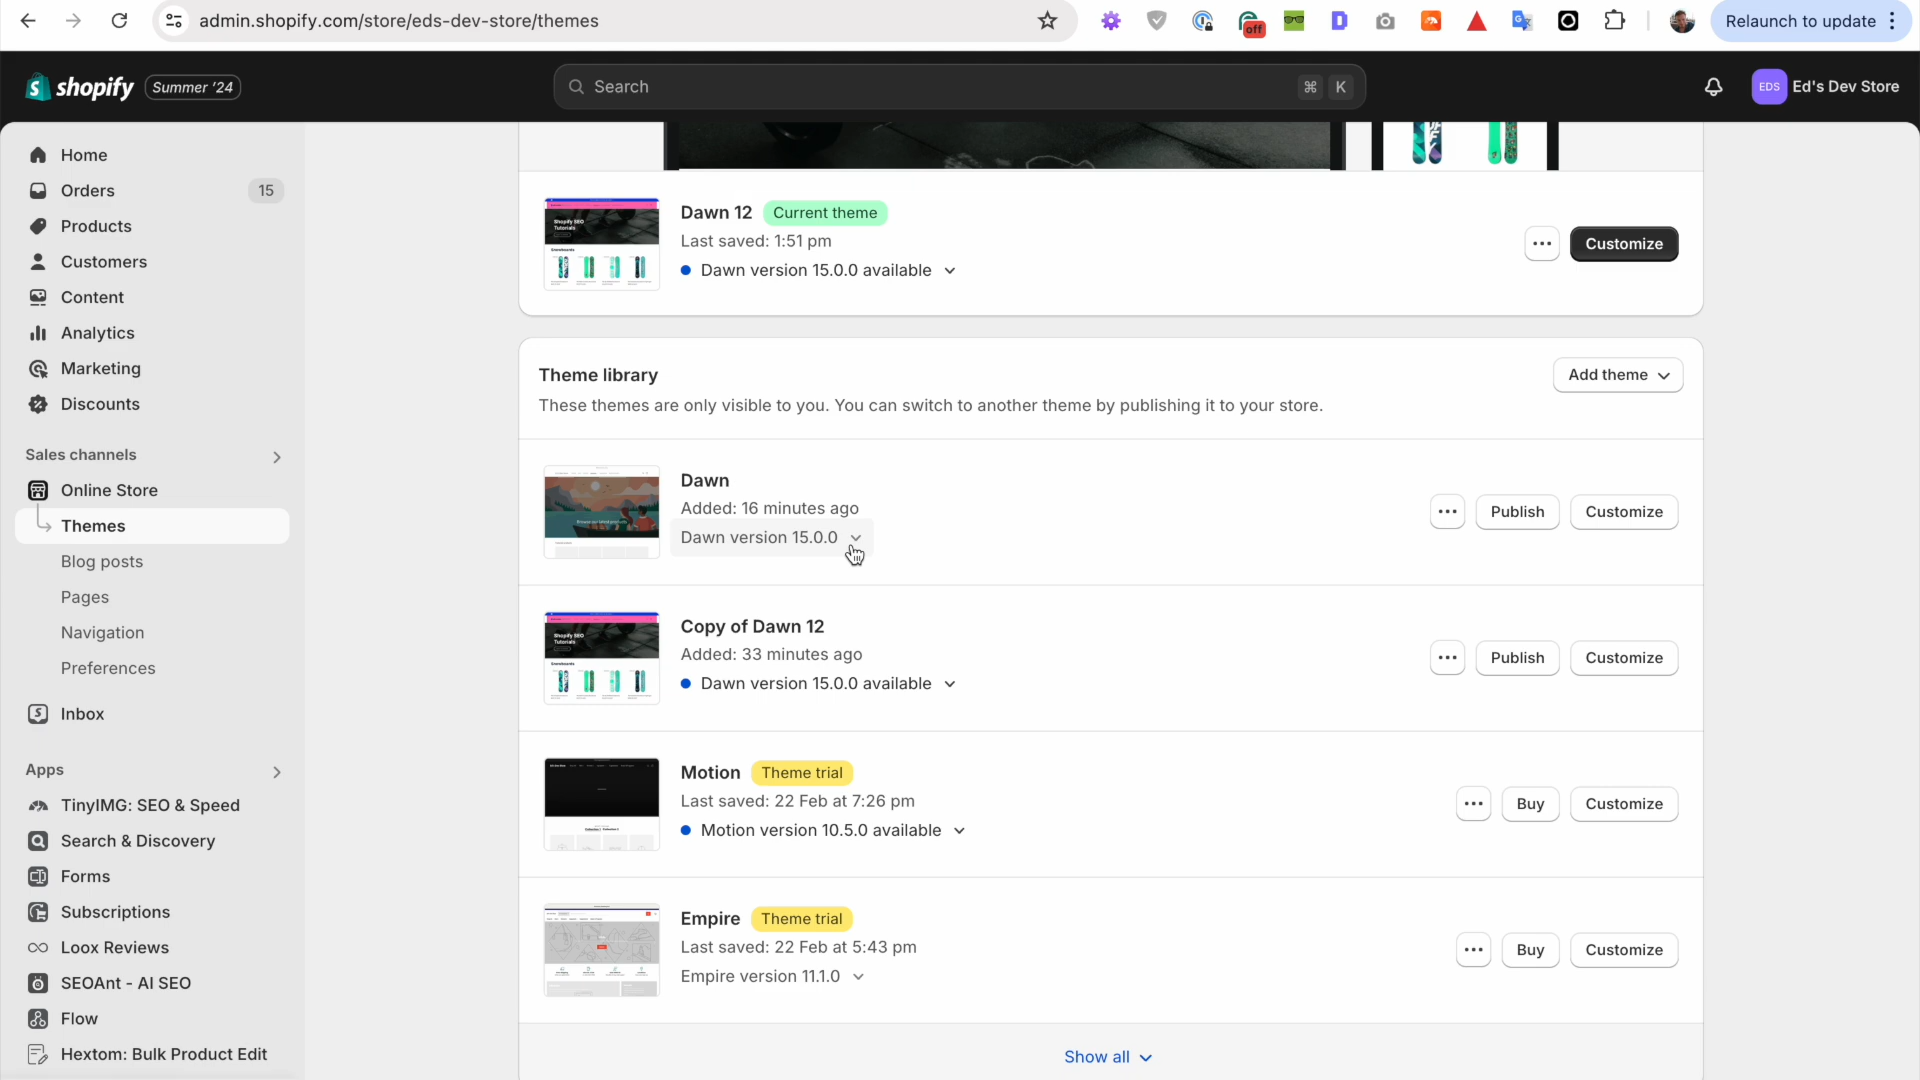 admin.shopify.com/store/eds-dev-store/themes
off
Relaunch to update
shopify
Summer '24
Search
⌘ K
EDS
Ed's Dev Store
Home
Orders
15
Products
Customers
Content
Analytics
Marketing
Discounts
Sales channels
Online Store
Themes
Blog posts
Pages
Navigation
Preferences
Inbox
Apps
TinyIMG: SEO & Speed
Search & Discovery
Forms
Subscriptions
Loox Reviews
SEOAnt - AI SEO
Flow
Hextom: Bulk Product Edit
Shopify SEO
Tutorials
Dawn 12
Current theme
Last saved: 1:51 pm
Dawn version 15.0.0 available
Customize
Theme library
These themes are only visible to you. You can switch to another theme by publishing it to your store.
Add theme
Dawn
Added: 16 minutes ago
Dawn version 15.0.0
Publish
Customize
Shopify SEO
Tutorials
Copy of Dawn 12
Added: 33 minutes ago
Dawn version 15.0.0 available
Publish
Customize
Motion
Theme trial
Last saved: 22 Feb at 7:26 pm
Motion version 10.5.0 available
Buy
Customize
Empire
Theme trial
Last saved: 22 Feb at 5:43 pm
Empire version 11.1.0
Buy
Customize
Show all